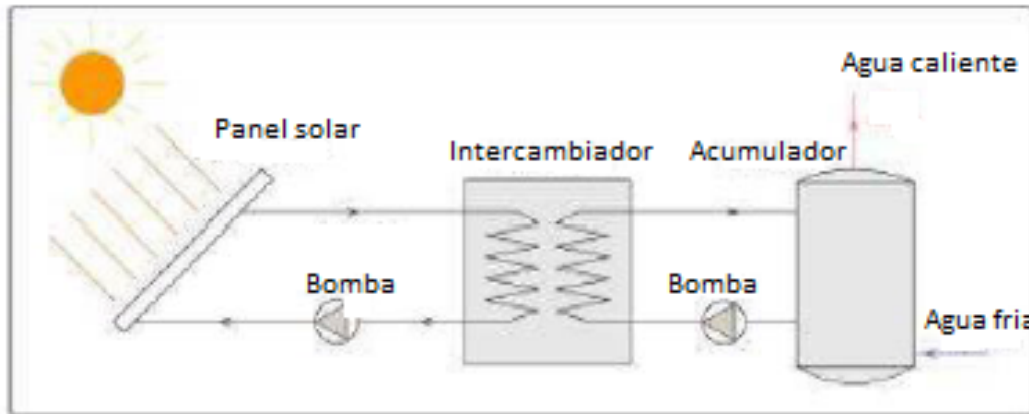 Agua caliente
Panel solar
Intercambiador
Acumulador
Bomba
Bomba
Agua fria